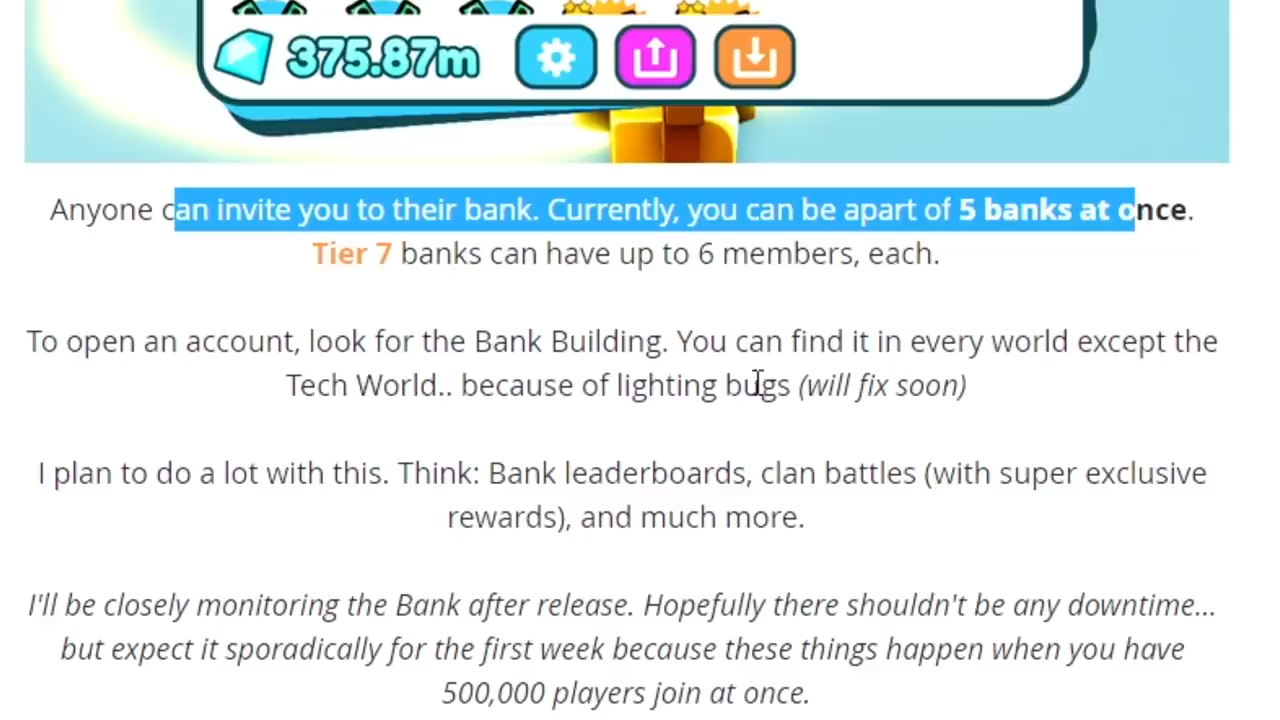 375.87m
Anyone can invite you to their bank. Currently, you can be apart of 5 banks at once.
Tier 7 banks can have up to 6 members, each.
To open an account, look for the Bank Building. You can find it in every world except the
Tech World.. because of lighting bugs (will fix soon)
I plan to do a lot with this. Think: Bank leaderboards, clan battles (with super exclusive
rewards), and much more.
I'll be closely monitoring the Bank after release. Hopefully there shouldn't be any downtime...
but expect it sporadically for the first week because these things happen when you have
500,000 players join at once.